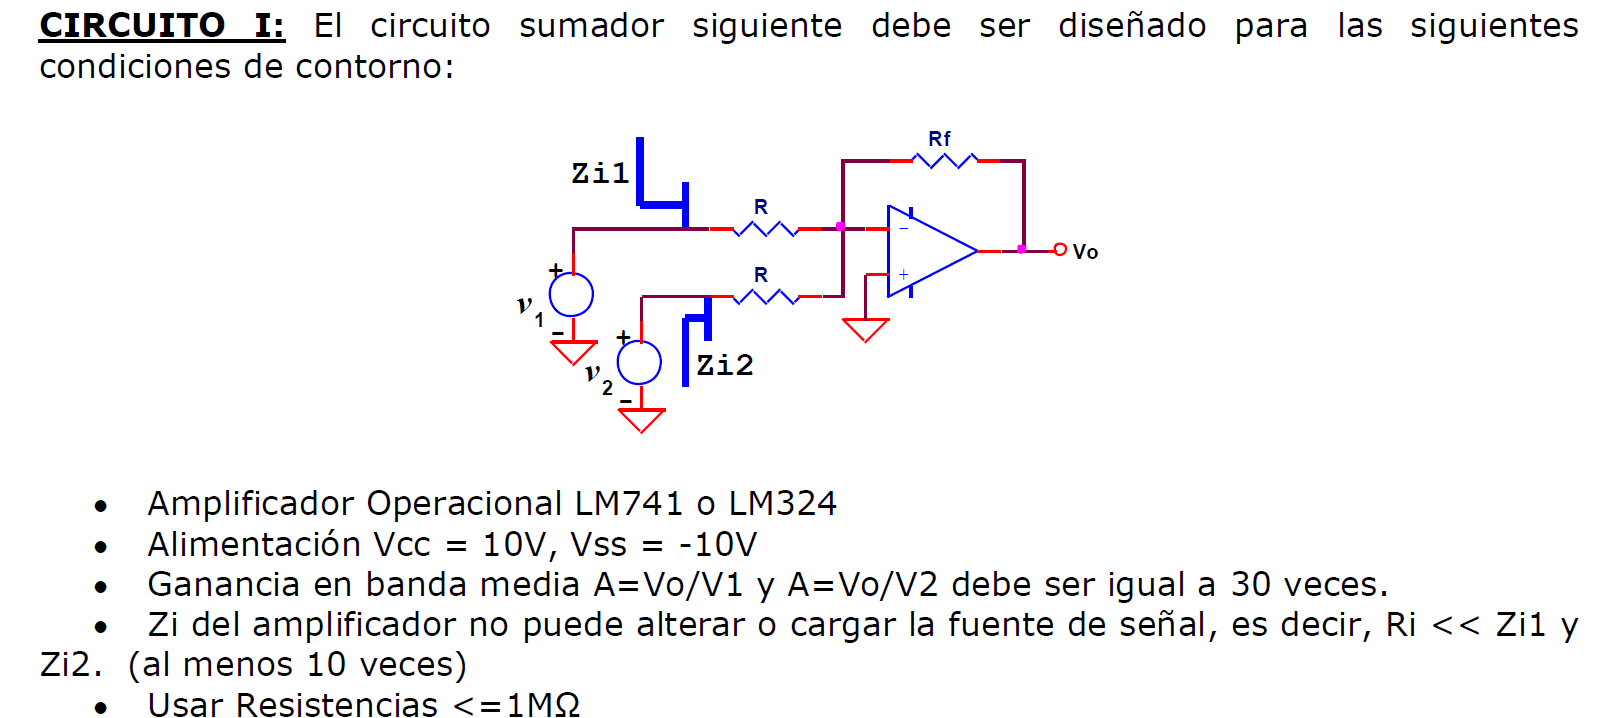 CIRCUITO I: El circuito sumador siguiente debe ser diseñado para las siguientes
condiciones de contorno:
Rf
Zi1
R
−
Vo
R
+
+
v1
−
+
Zi2
v2
−
• Amplificador Operacional LM741 o LM324
• Alimentación Vcc = 10V, Vss = -10V
• Ganancia en banda media A=Vo/V1 y A=Vo/V2 debe ser igual a 30 veces.
• Zi del amplificador no puede alterar o cargar la fuente de señal, es decir, Ri << Zi1 y
Zi2. (al menos 10 veces)
• Usar Resistencias <=1MΩ